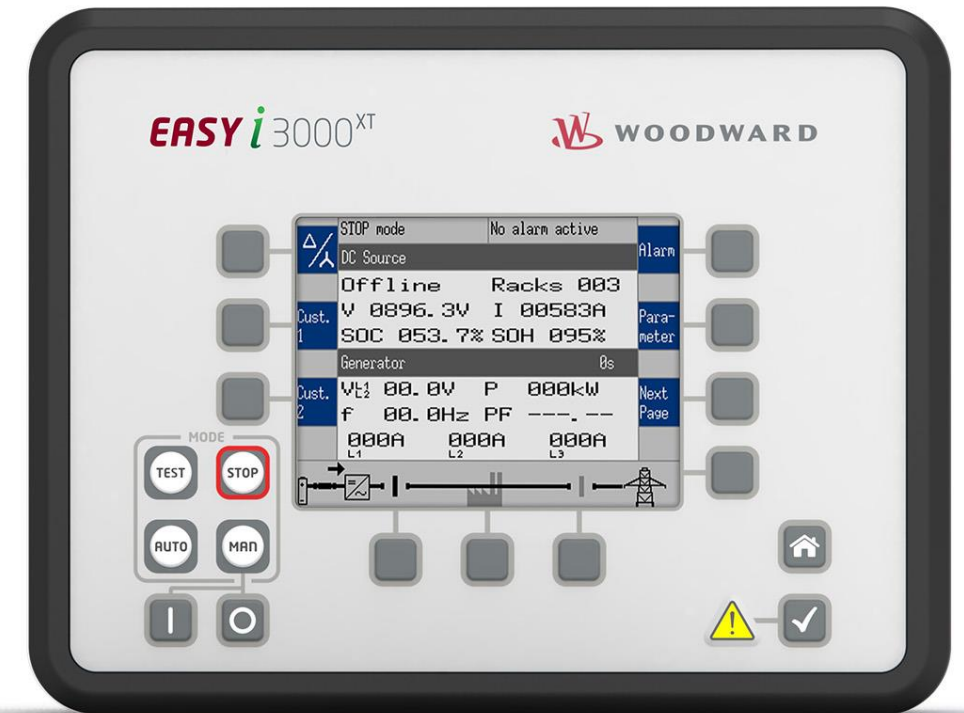 EASY i 3000XT
WOODWARD
STOP mode No alarm active
DC Source
Alarm
Offline Racks 003
Cust. 1
V 0896.3V I 00583A
Para-
meter
SOC 053.7% SOH 095%
Generator 0s
Cust. 2
VL1 L2 00.0V P 000kW
Next
Page
f 00.0Hz PF ---.--
000A 000A 000A
L1 L2 L3
MODE
TEST STOP
AUTO MAN